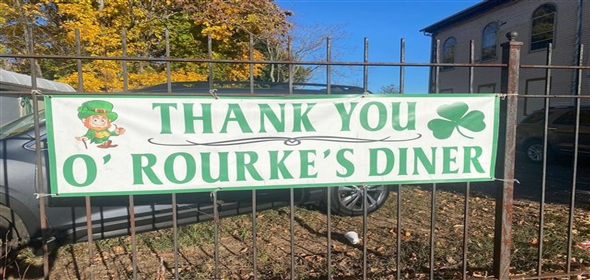 THANK YOU
O' ROURKE'S DINER